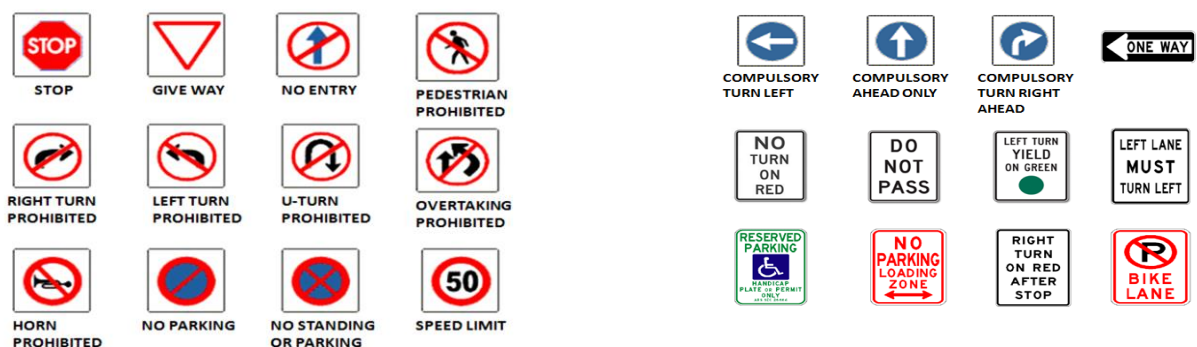 STOP
STOP
GIVE WAY
NO ENTRY
PEDESTRIAN
PROHIBITED
COMPULSORY
TURN LEFT
COMPULSORY
AHEAD ONLY
COMPULSORY
TURN RIGHT
AHEAD
ONE WAY
RIGHT TURN
PROHIBITED
LEFT TURN
PROHIBITED
U-TURN
PROHIBITED
OVERTAKING
PROHIBITED
NO
TURN
ON
RED
DO
NOT
PASS
LEFT TURN
YIELD
ON GREEN
LEFT LANE
MUST
TURN LEFT
HORN
PROHIBITED
NO PARKING
NO STANDING
OR PARKING
50
SPEED LIMIT
RESERVED
PARKING
HANDICAP
PLATE OR PERMIT
ONLY
NO
PARKING
LOADING
ZONE
RIGHT
TURN
ON RED
AFTER
STOP
P
BIKE
LANE